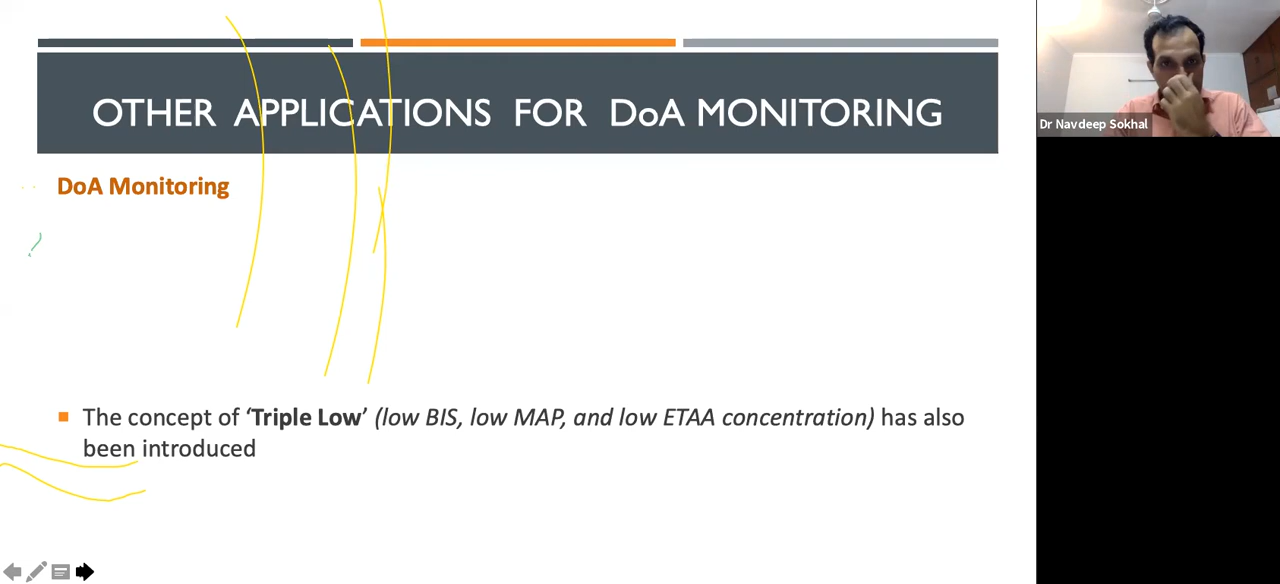 OTHER APPLICATIONS FOR DoA MONITORING
Dr Navdeep Sokhal
DoA Monitoring
?
The concept of ‘Triple Low’ (low BIS, low MAP, and low ETAA concentration) has also
been introduced